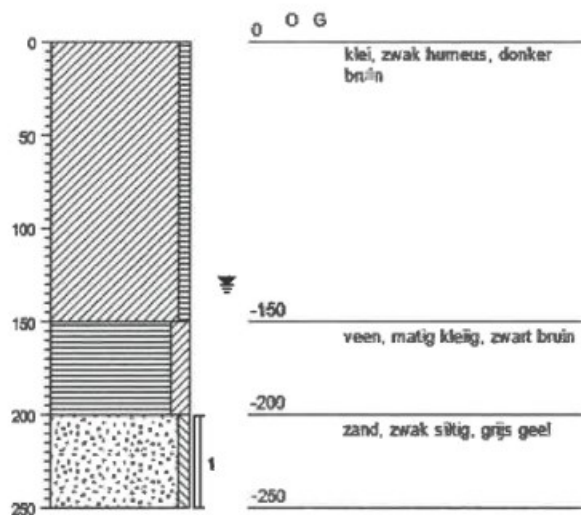 0 O G
0
klei, zwak humeus, donker
bruin
50
100
150
-150
veen, matig kleiig, zwart bruin
200
-200
zand, zwak siltig, grijs geel
1
250
-250